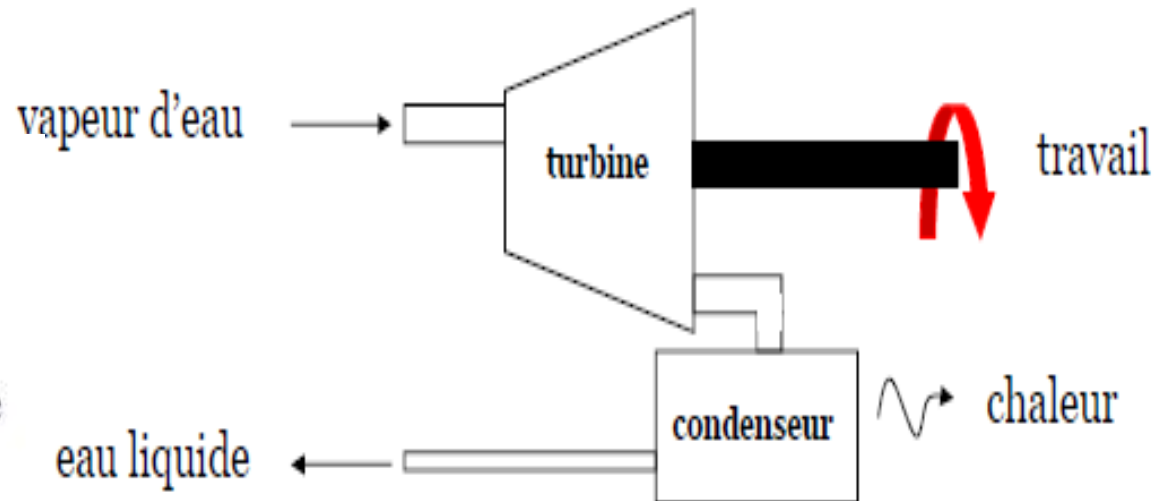 vapeur d'eau
turbine
travail
condenseur
chaleur
eau liquide